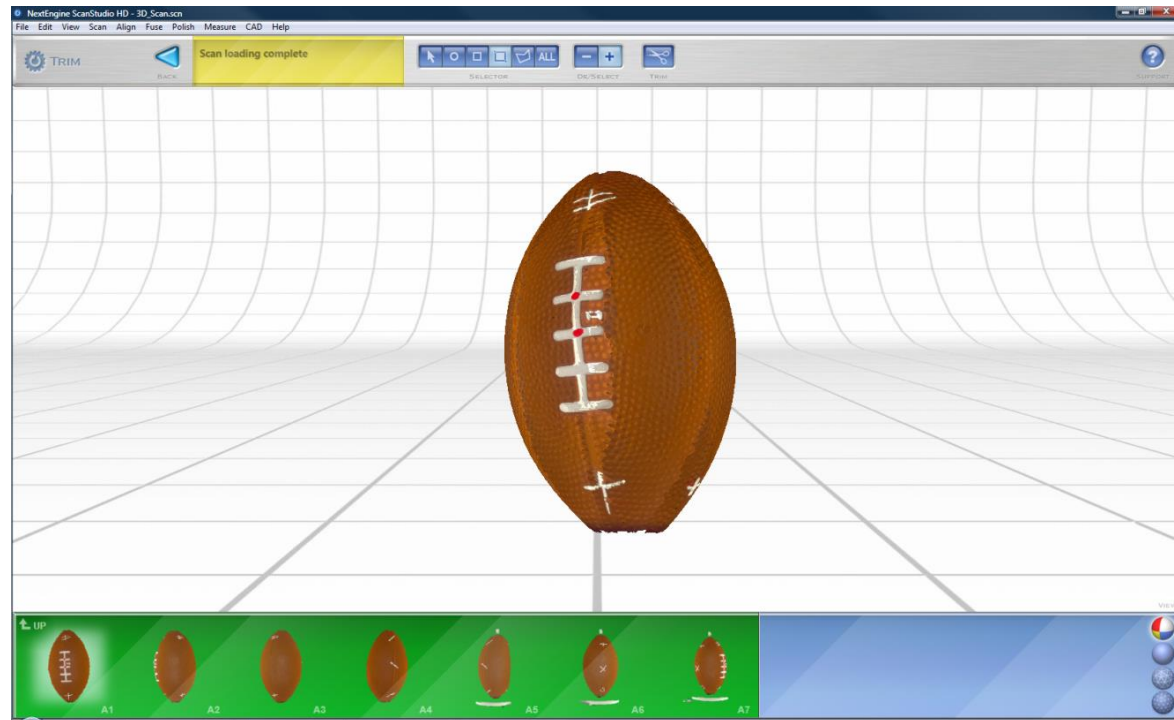 NextEngine ScanStudio HD - 3D_Scan.scn
File Edit View Scan Align Fuse Polish Measure CAD Help
TRIM
BACK
Scan loading complete
ALL
SELECTOR
DE/SELECT
TRIM
SUPPORT
VIEW
UP
A1
A2
A3
A4
A5
A6
A7